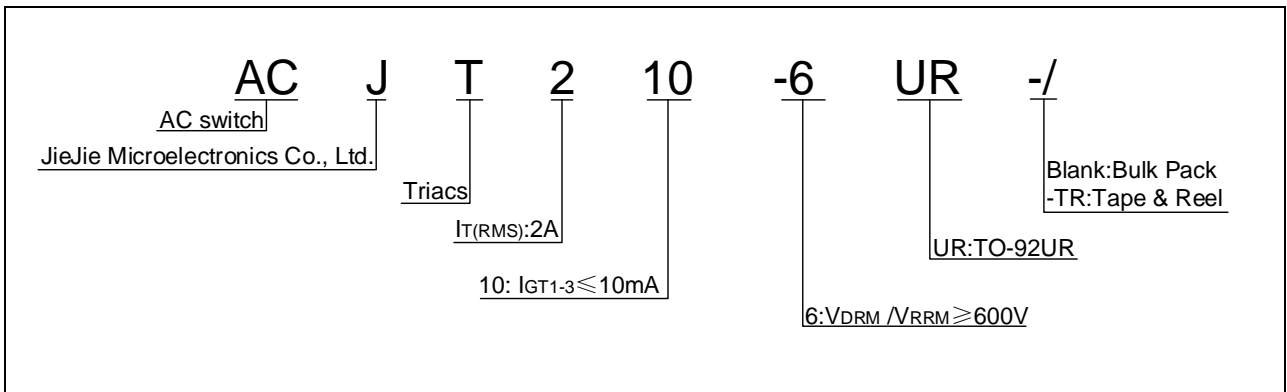 AC J T 2 10 -6 UR -/
AC switch
JieJie Microelectronics Co., Ltd.
Triacs
IT(RMS):2A
10: IGT1-3≤10mA
6:VDRM /VRRM≥600V
UR:TO-92UR
Blank:Bulk Pack
-TR:Tape & Reel